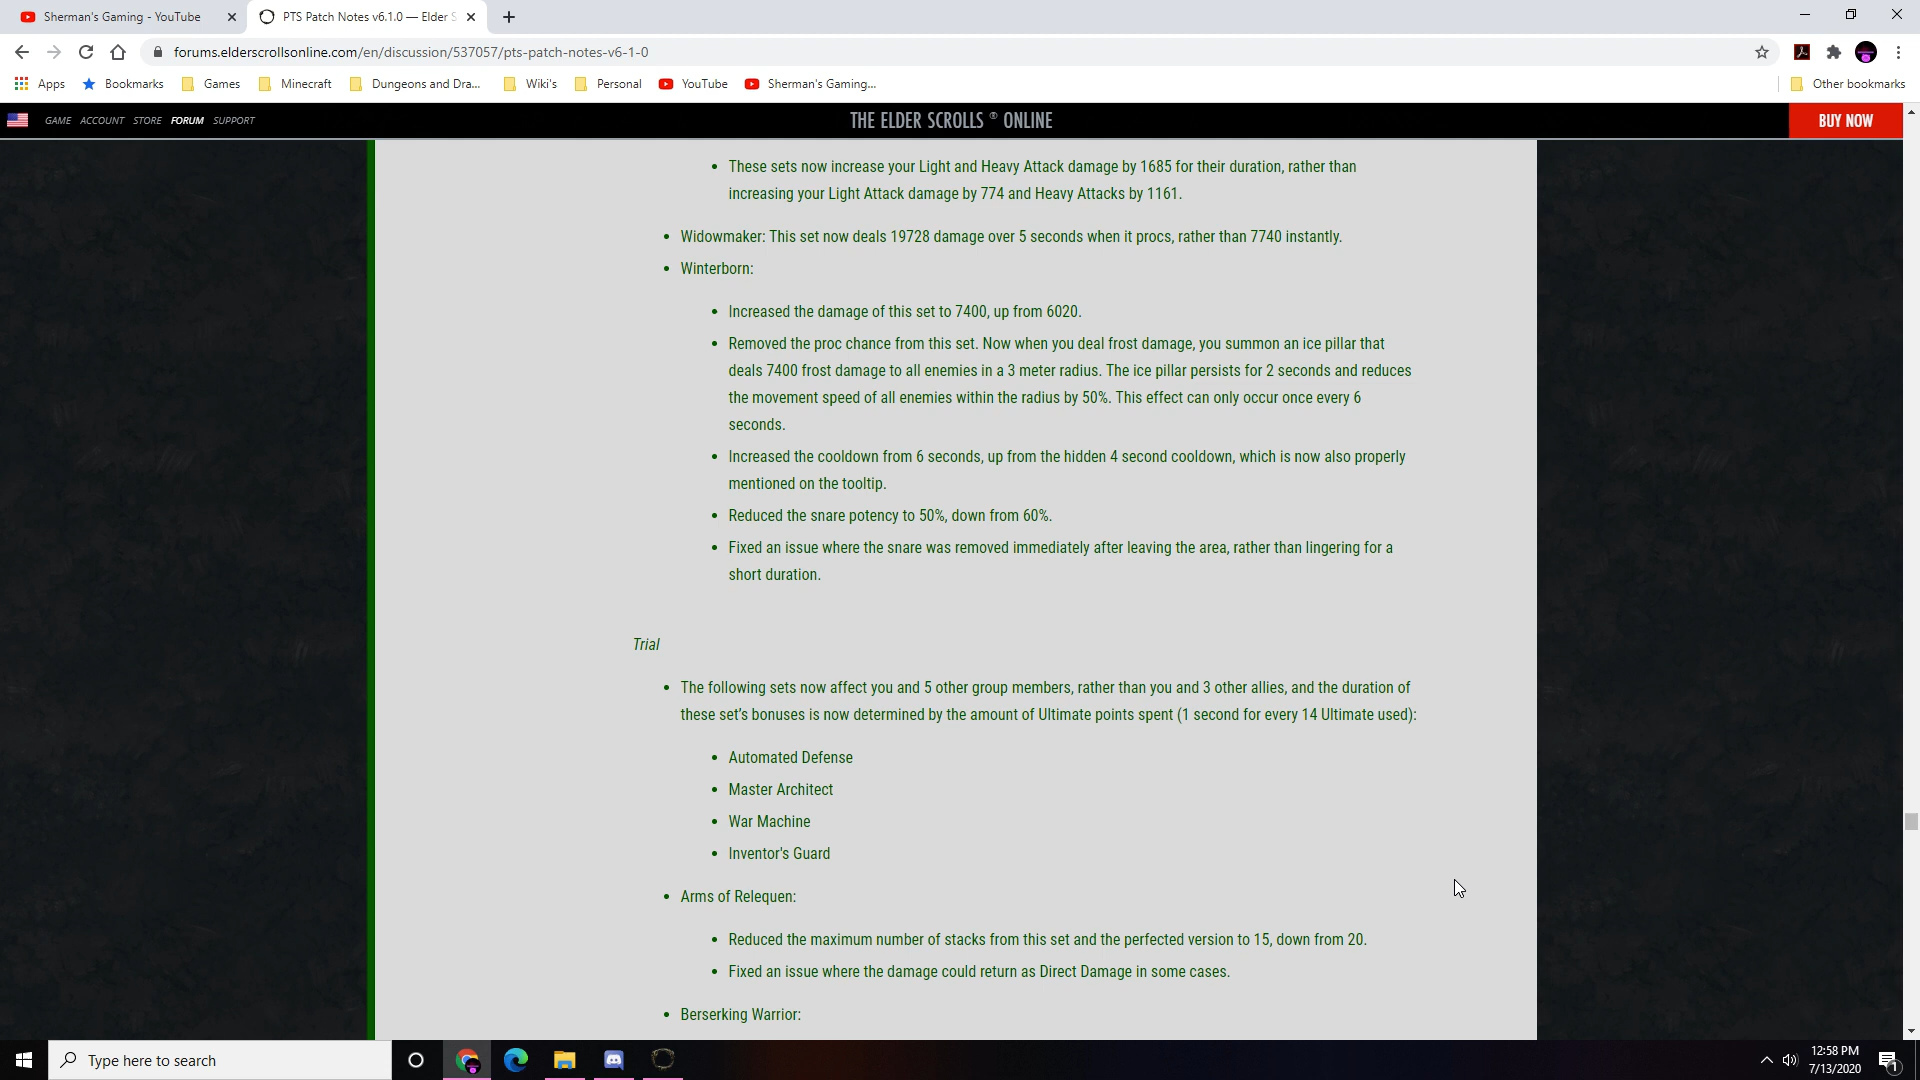 Sherman's Gaming - YouTube
PTS Patch Notes v6.1.0 — Elder S
forums.elderscrollsonline.com/en/discussion/537057/pts-patch-notes-v6-1-0
Apps Bookmarks Games Minecraft Dungeons and Dra... Wiki's Personal YouTube Sherman's Gaming... Other bookmarks
GAME ACCOUNT STORE FORUM SUPPORT THE ELDER SCROLLS ® ONLINE BUY NOW
• These sets now increase your Light and Heavy Attack damage by 1685 for their duration, rather than
increasing your Light Attack damage by 774 and Heavy Attacks by 1161.
• Widowmaker: This set now deals 19728 damage over 5 seconds when it procs, rather than 7740 instantly.
• Winterborn:
• Increased the damage of this set to 7400, up from 6020.
• Removed the proc chance from this set. Now when you deal frost damage, you summon an ice pillar that
deals 7400 frost damage to all enemies in a 3 meter radius. The ice pillar persists for 2 seconds and reduces
the movement speed of all enemies within the radius by 50%. This effect can only occur once every 6
seconds.
• Increased the cooldown from 6 seconds, up from the hidden 4 second cooldown, which is now also properly
mentioned on the tooltip.
• Reduced the snare potency to 50%, down from 60%.
• Fixed an issue where the snare was removed immediately after leaving the area, rather than lingering for a
short duration.
Trial
• The following sets now affect you and 5 other group members, rather than you and 3 other allies, and the duration of
these set's bonuses is now determined by the amount of Ultimate points spent (1 second for every 14 Ultimate used):
• Automated Defense
• Master Architect
• War Machine
• Inventor's Guard
• Arms of Relequen:
• Reduced the maximum number of stacks from this set and the perfected version to 15, down from 20.
• Fixed an issue where the damage could return as Direct Damage in some cases.
• Berserking Warrior:
Type here to search
12:58 PM
7/13/2020
1